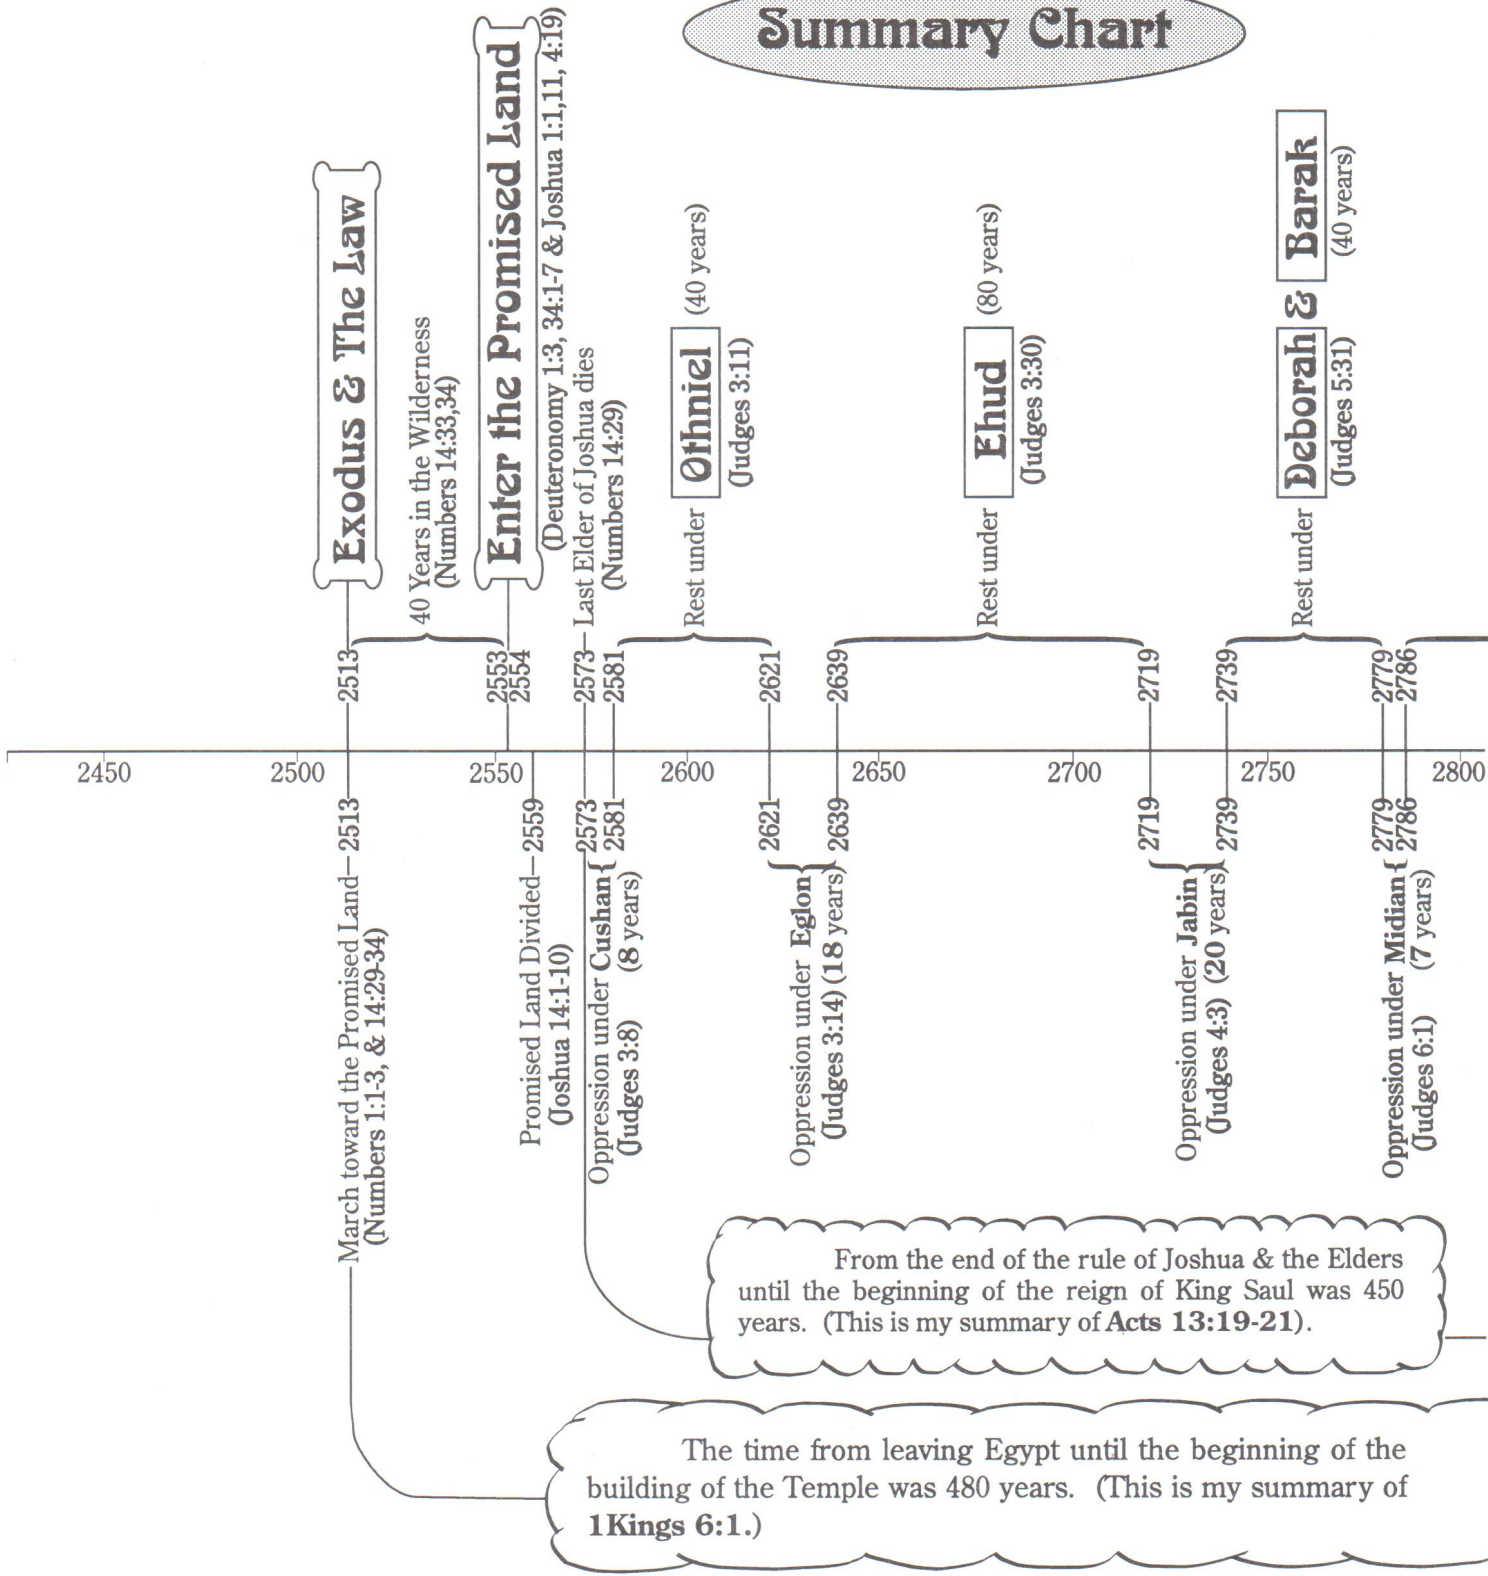 Summary Chart
Exodus & The Law
40 Years in the Wilderness
(Numbers 14:33,34)
Enter the Promised Land
(Deuteronomy 1:3, 34:1-7 & Joshua 1:1,11, 4:19)
Last Elder of Joshua dies
(Numbers 14:29)
Rest under Othniel (40 years)
(Judges 3:11)
Rest under Ehud (80 years)
(Judges 3:30)
Rest under Deborah & Barak
(Judges 5:31) (40 years)
2513
2553
2554
2573
2581
2621
2639
2719
2739
2779
2786
2450 2500 2550 2600 2650 2700 2750 2800
2513
2559
2573
2581
2621
2639
2719
2739
2779
2786
March toward the Promised Land
(Numbers 1:1-3, & 14:29-34)
Promised Land Divided
(Joshua 14:1-10)
Oppression under Cushan
(Judges 3:8) (8 years)
Oppression under Eglon
(Judges 3:14) (18 years)
Oppression under Jabin
(Judges 4:3) (20 years)
Oppression under Midian
(Judges 6:1) (7 years)
From the end of the rule of Joshua & the Elders
until the beginning of the reign of King Saul was 450
years. (This is my summary of Acts 13:19-21).
The time from leaving Egypt until the beginning of the
building of the Temple was 480 years. (This is my summary of
1Kings 6:1.)